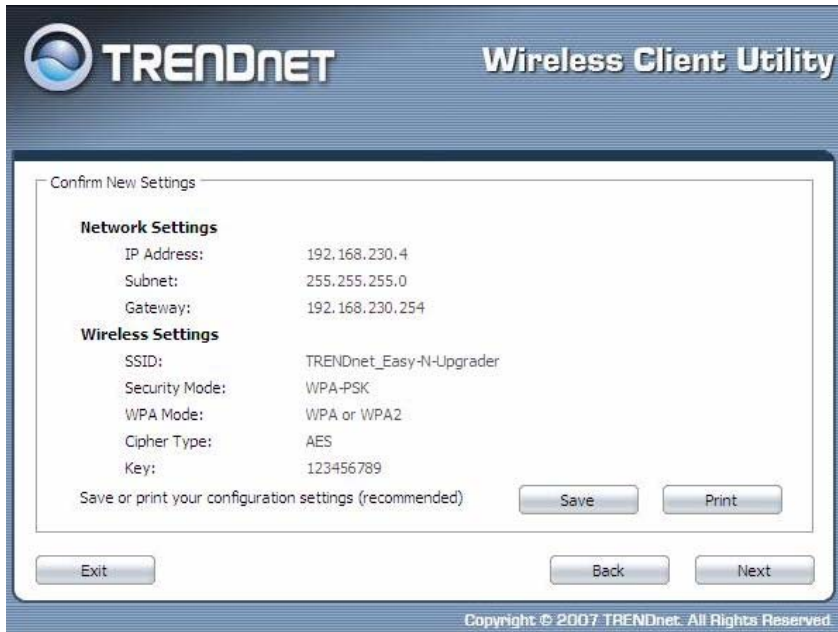 TRENDNET
Wireless Client Utility
Confirm New Settings
Network Settings
IP Address: 192.168.230.4
Subnet: 255.255.255.0
Gateway: 192.168.230.254
Wireless Settings
SSID: TRENDnet_Easy-N-Upgrader
Security Mode: WPA-PSK
WPA Mode: WPA or WPA2
Cipher Type: AES
Key: 123456789
Save or print your configuration settings (recommended) Save Print
Exit Back Next
Copyright © 2007 TRENDnet. All Rights Reserved.